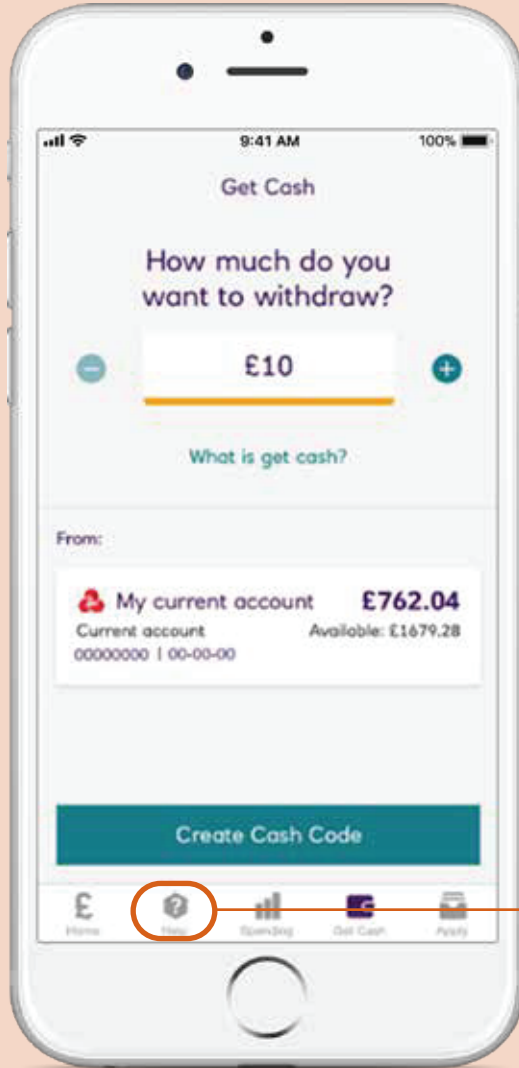 9:41 AM
100%
Get Cash
How much do you
want to withdraw?
£10
What is get cash?
From:
My current account £762.04
Current account Available: £1679.28
00000000 | 00-00-00
Create Cash Code
Home Help Spending Get Cash Apply